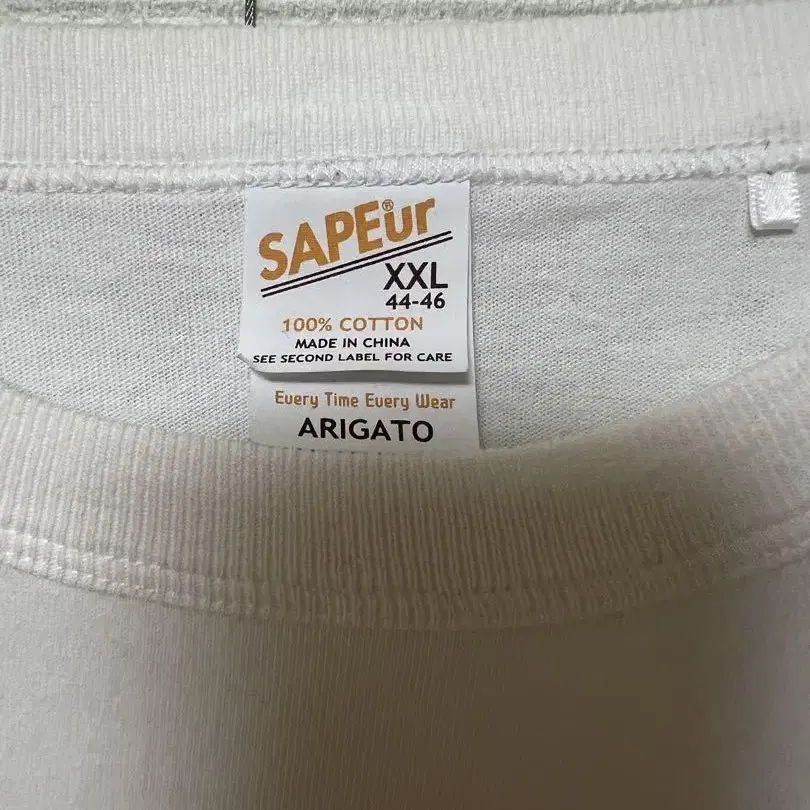 SAPEur®
XXL
44-46
100% COTTON
MADE IN CHINA
SEE SECOND LABEL FOR CARE
Every Time Every Wear
ARIGATO